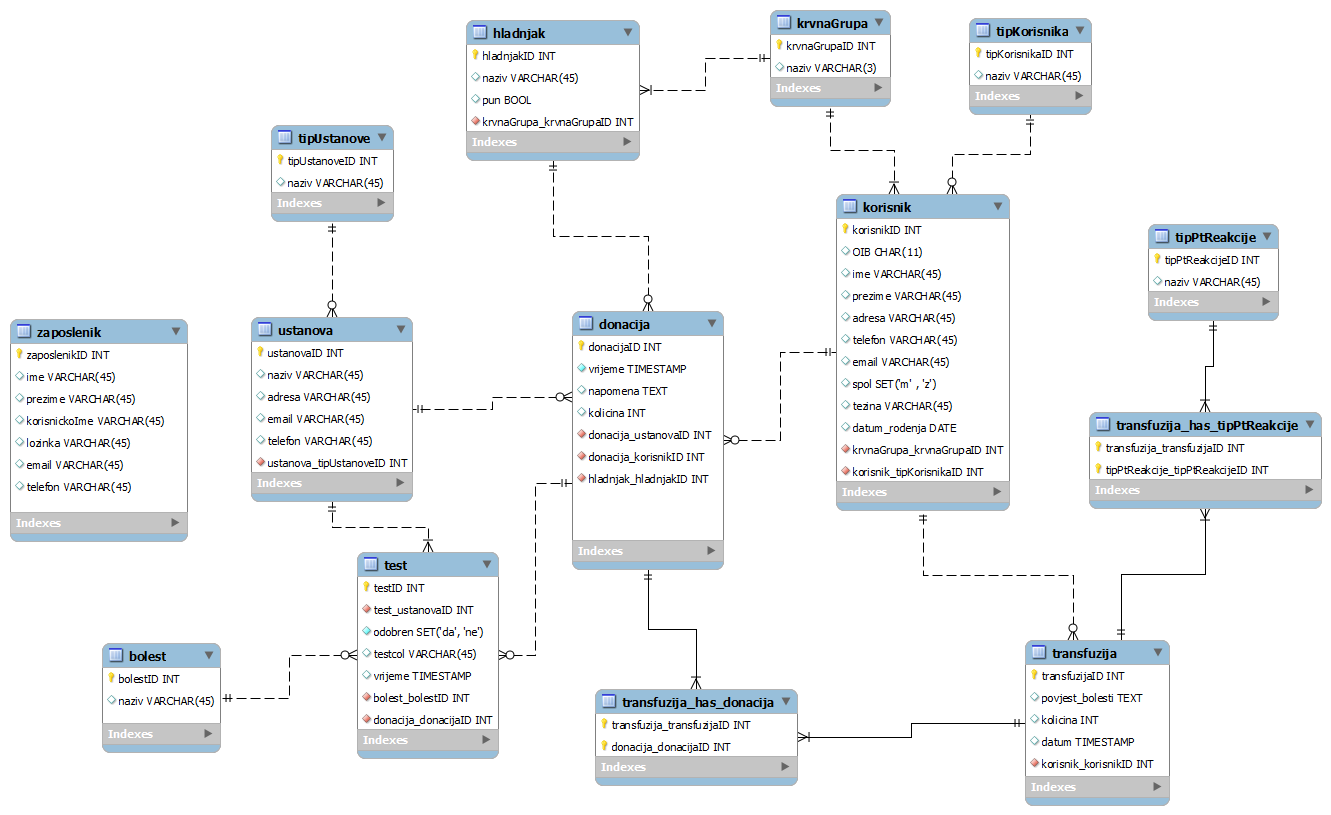 hladnjak
hladnjakID INT
naziv VARCHAR(45)
pun BOOL
krvnaGrupa_krvnaGrupaID INT
Indexes
krvnaGrupa
krvnaGrupaID INT
naziv VARCHAR(3)
Indexes
tipKorisnika
tipKorisnikaID INT
naziv VARCHAR(45)
Indexes
tipUstanove
tipUstanoveID INT
naziv VARCHAR(45)
Indexes
korisnik
korisnikID INT
OIB CHAR(11)
ime VARCHAR(45)
prezime VARCHAR(45)
adresa VARCHAR(45)
telefon VARCHAR(45)
email VARCHAR(45)
spol SET('m' , 'z')
tezina VARCHAR(45)
datum_rodenja DATE
krvnaGrupa_krvnaGrupaID INT
korisnik_tipKorisnikaID INT
Indexes
tipPtReakcije
tipPtReakcijeID INT
naziv VARCHAR(45)
Indexes
zaposlenik
zaposlenikID INT
ime VARCHAR(45)
prezime VARCHAR(45)
korisnickoIme VARCHAR(45)
lozinka VARCHAR(45)
email VARCHAR(45)
telefon VARCHAR(45)
Indexes
ustanova
ustanovaID INT
naziv VARCHAR(45)
adresa VARCHAR(45)
email VARCHAR(45)
telefon VARCHAR(45)
ustanova_tipUstanoveID INT
Indexes
donacija
donacijaID INT
vrijeme TIMESTAMP
napomena TEXT
kolicina INT
donacija_ustanovaID INT
donacija_korisnikID INT
hladnjak_hladnjakID INT
Indexes
transfuzija_has_tipPtReakcije
transfuzija_transfuzijaID INT
tipPtReakcije_tipPtReakcijeID INT
Indexes
test
testID INT
test_ustanovaID INT
odobren SET('da', 'ne')
testcol VARCHAR(45)
vrijeme TIMESTAMP
bolest_bolestID INT
donacija_donacijaID INT
Indexes
bolest
bolestID INT
naziv VARCHAR(45)
Indexes
transfuzija_has_donacija
transfuzija_transfuzijaID INT
donacija_donacijaID INT
Indexes
transfuzija
transfuzijaID INT
povjest_bolesti TEXT
kolicina INT
datum TIMESTAMP
korisnik_korisnikID INT
Indexes